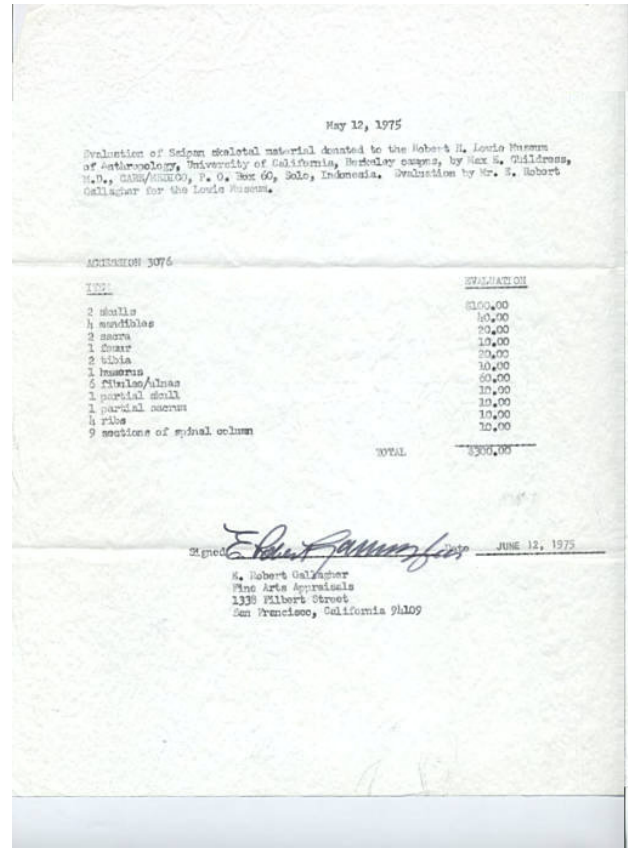 May 12, 1975
Evaluation of Saipan skeletal material donated to the Robert H. Lowie Museum
of Anthropology, University of California, Berkeley campus, by Max E. Childress,
M.D., CARE/MEDICO, P. O. Box 60, Solo, Indonesia. Evaluation by Mr. E. Robert
Gallagher for the Lowie Museum.
ACCESSION 3076
ITEM EVALUATION
2 skulls $100.00
4 mandibles 40.00
2 sacra 20.00
1 femur 10.00
2 tibia 20.00
1 humerus 10.00
6 fibulas/ulnas 60.00
1 partial skull 10.00
1 partial sacrum 10.00
4 ribs 10.00
9 sections of spinal column 10.00
TOTAL $300.00
Signed E Robert Date JUNE 12, 1975
E. Robert Gallagher
Fine Arts Appraisals
1338 Filbert Street
San Francisco, California 94109